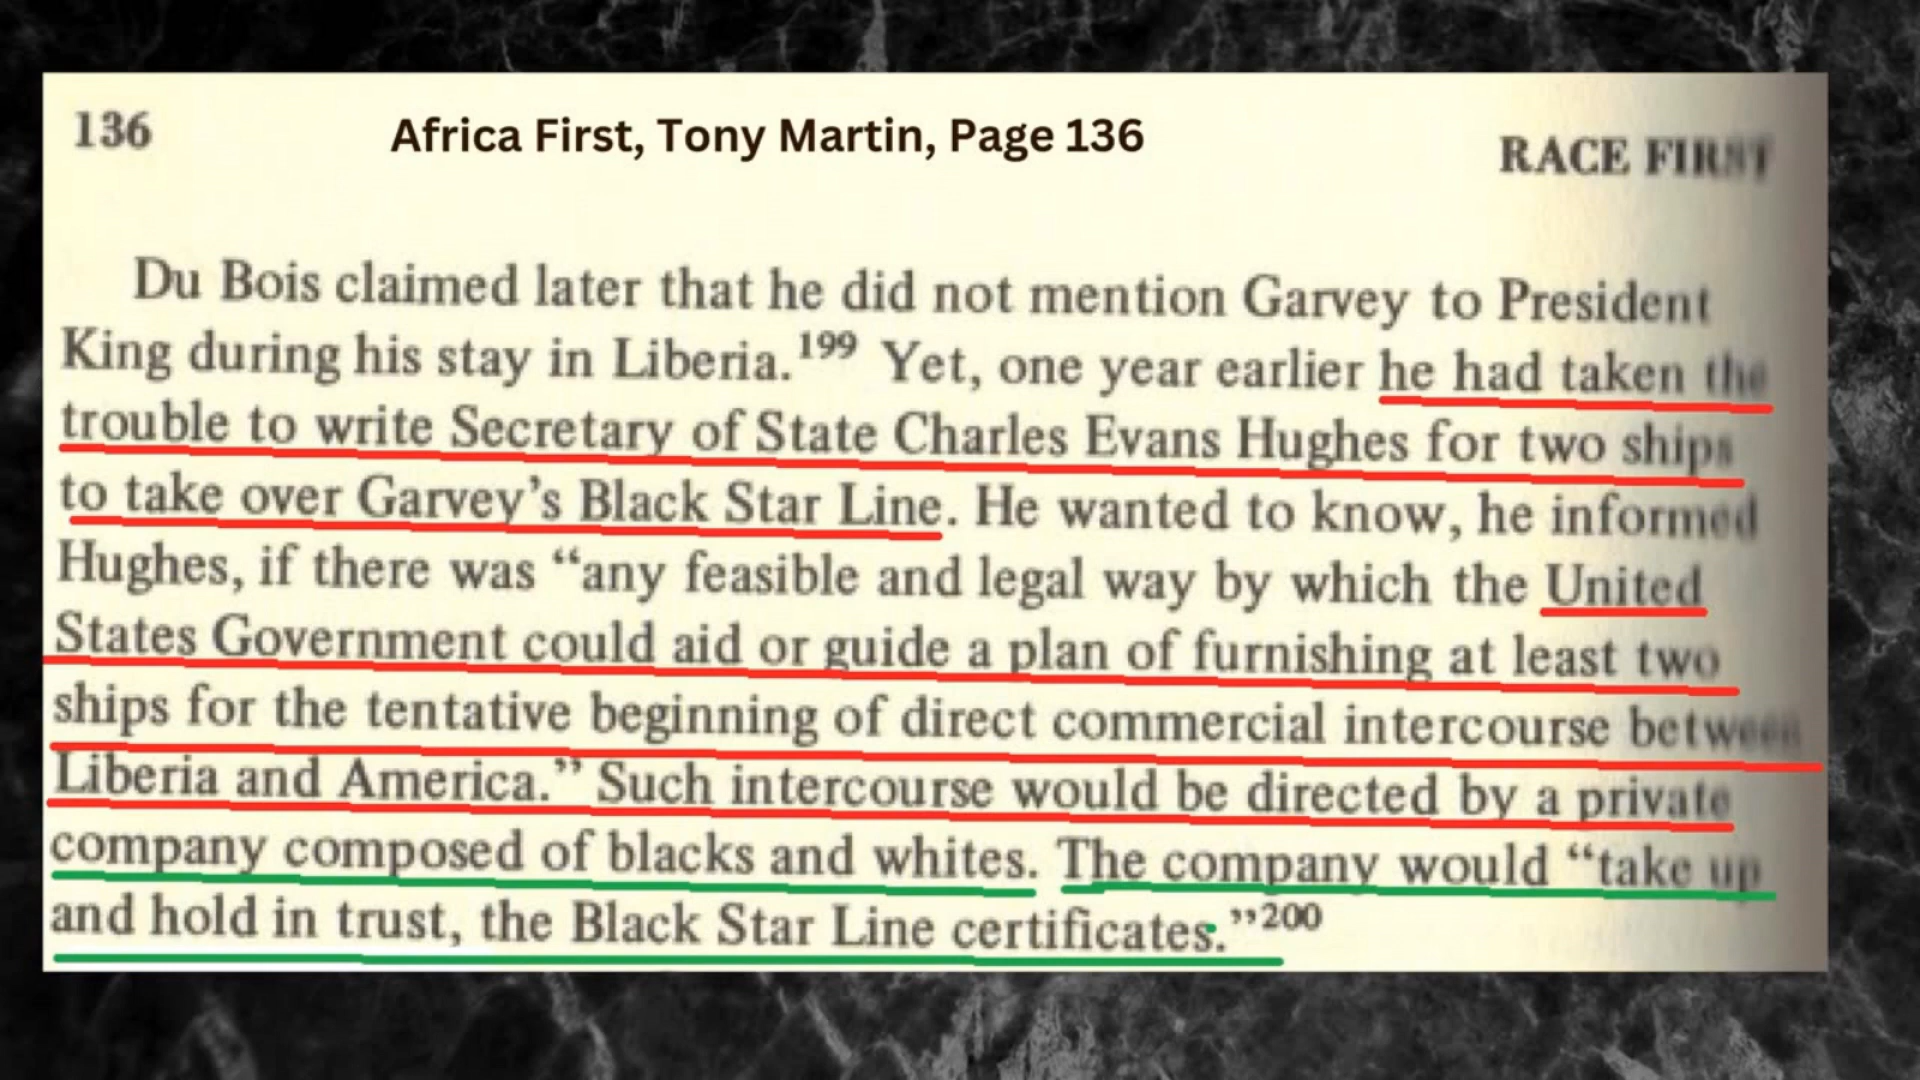 136
Africa First, Tony Martin, Page 136
RACE FIRST
Du Bois claimed later that he did not mention Garvey to President
King during his stay in Liberia.199 Yet, one year earlier he had taken the
trouble to write Secretary of State Charles Evans Hughes for two ships
to take over Garvey’s Black Star Line. He wanted to know, he informed
Hughes, if there was “any feasible and legal way by which the United
States Government could aid or guide a plan of furnishing at least two
ships for the tentative beginning of direct commercial intercourse between
Liberia and America.” Such intercourse would be directed by a private
company composed of blacks and whites. The company would “take up
and hold in trust, the Black Star Line certificates.”200